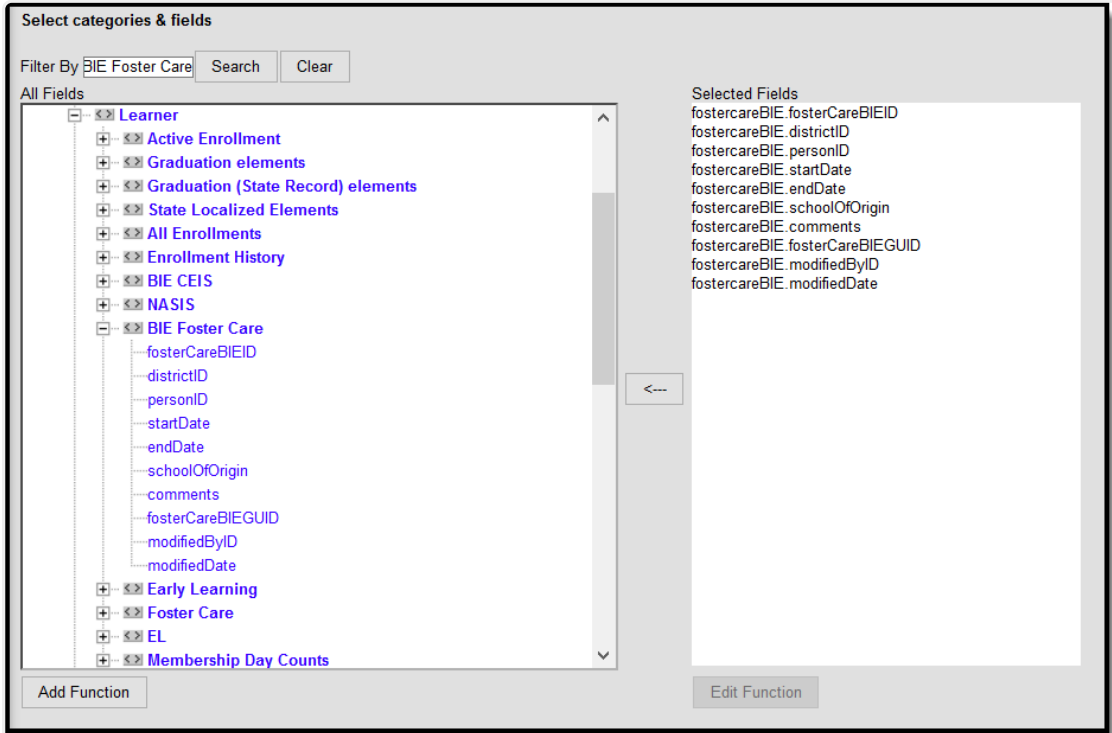 Select categories & fields
Filter By BIE Foster Care Search Clear
All Fields
Learner
Active Enrollment
Graduation elements
Graduation (State Record) elements
State Localized Elements
All Enrollments
Enrollment History
BIE CEIS
NASIS
BIE Foster Care
fosterCareBIEID
districtID
personID
startDate
endDate
schoolOfOrigin
comments
fosterCareBIEGUID
modifiedByID
modifiedDate
Early Learning
Foster Care
EL
Membership Day Counts
Add Function
<---
Selected Fields
fostercareBIE.fosterCareBIEID
fostercareBIE.districtID
fostercareBIE.personID
fostercareBIE.startDate
fostercareBIE.endDate
fostercareBIE.schoolOfOrigin
fostercareBIE.comments
fostercareBIE.fosterCareBIEGUID
fostercareBIE.modifiedByID
fostercareBIE.modifiedDate
Edit Function